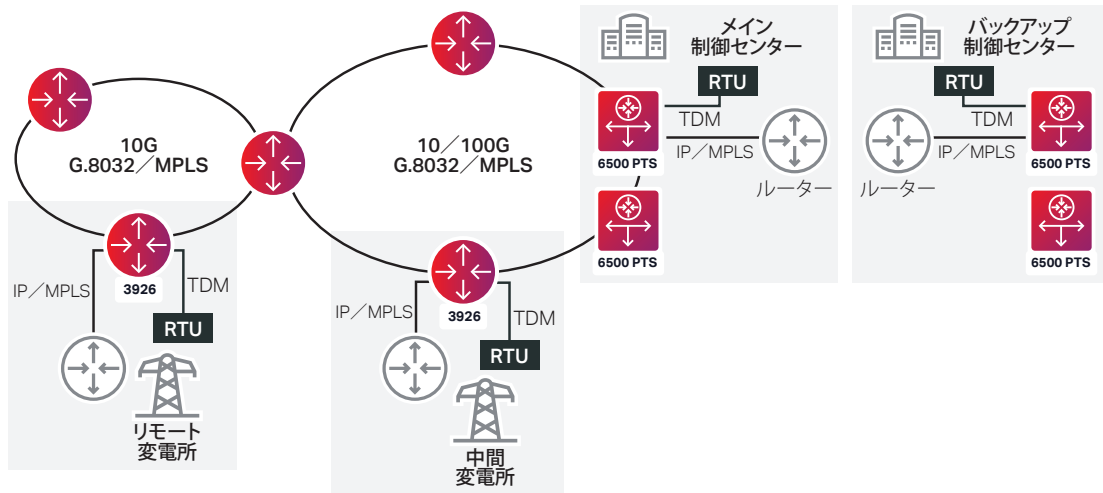 10G
G.8032／MPLS
3926
IP／MPLS
TDM
RTU
リモート
変電所
10／100G
G.8032／MPLS
3926
IP／MPLS
TDM
RTU
中間
変電所
メイン
制御センター
RTU
TDM
IP／MPLS
6500 PTS
ルーター
6500 PTS
バックアップ
制御センター
RTU
TDM
IP／MPLS
6500 PTS
ルーター
6500 PTS